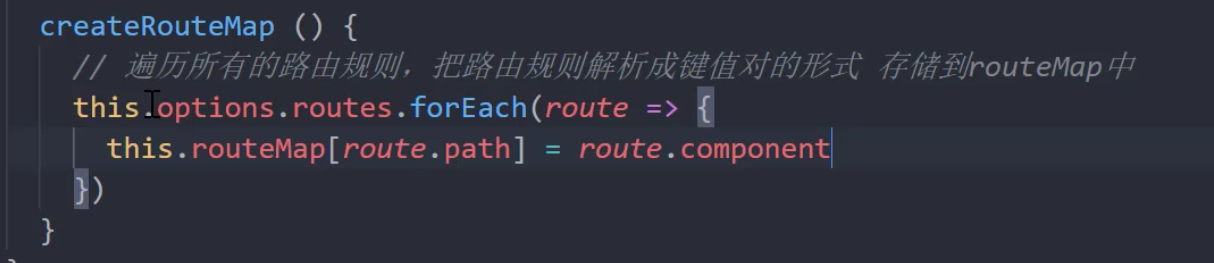 createRouteMap () {
// 遍历所有的路由规则，把路由规则解析成键值对的形式 存储到routeMap中
this.options.routes.forEach(route => {
this.routeMap[route.path] = route.component
})
}